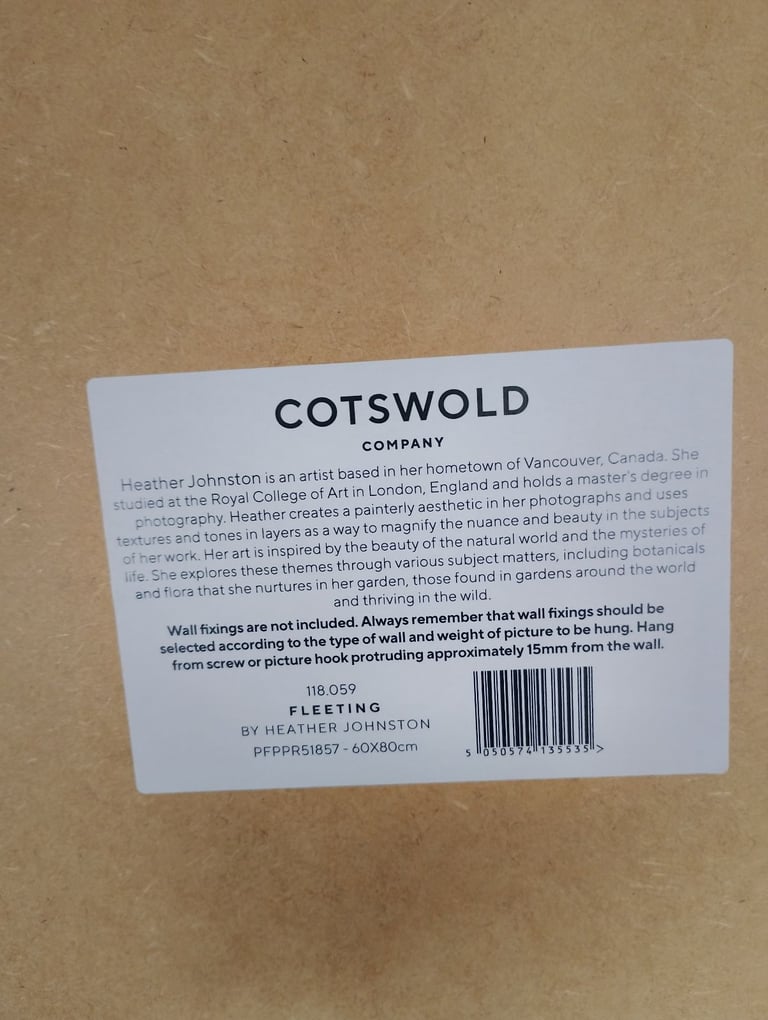 COTSWOLD
COMPANY
Heather Johnston is an artist based in her hometown of Vancouver, Canada. She
studied at the Royal College of Art in London, England and holds a master's degree in
photography. Heather creates a painterly aesthetic in her photographs and uses
textures and tones in layers as a way to magnify the nuance and beauty in the subjects
of her work. Her art is inspired by the beauty of the natural world and the mysteries of
life. She explores these themes through various subject matters, including botanicals
and flora that she nurtures in her garden, those found in gardens around the world
and thriving in the wild.
Wall fixings are not included. Always remember that wall fixings should be
selected according to the type of wall and weight of picture to be hung. Hang
from screw or picture hook protruding approximately 15mm from the wall.
118.059
FLEETING
BY HEATHER JOHNSTON
PFPPR51857 - 60X80cm
5 050574 135535 >